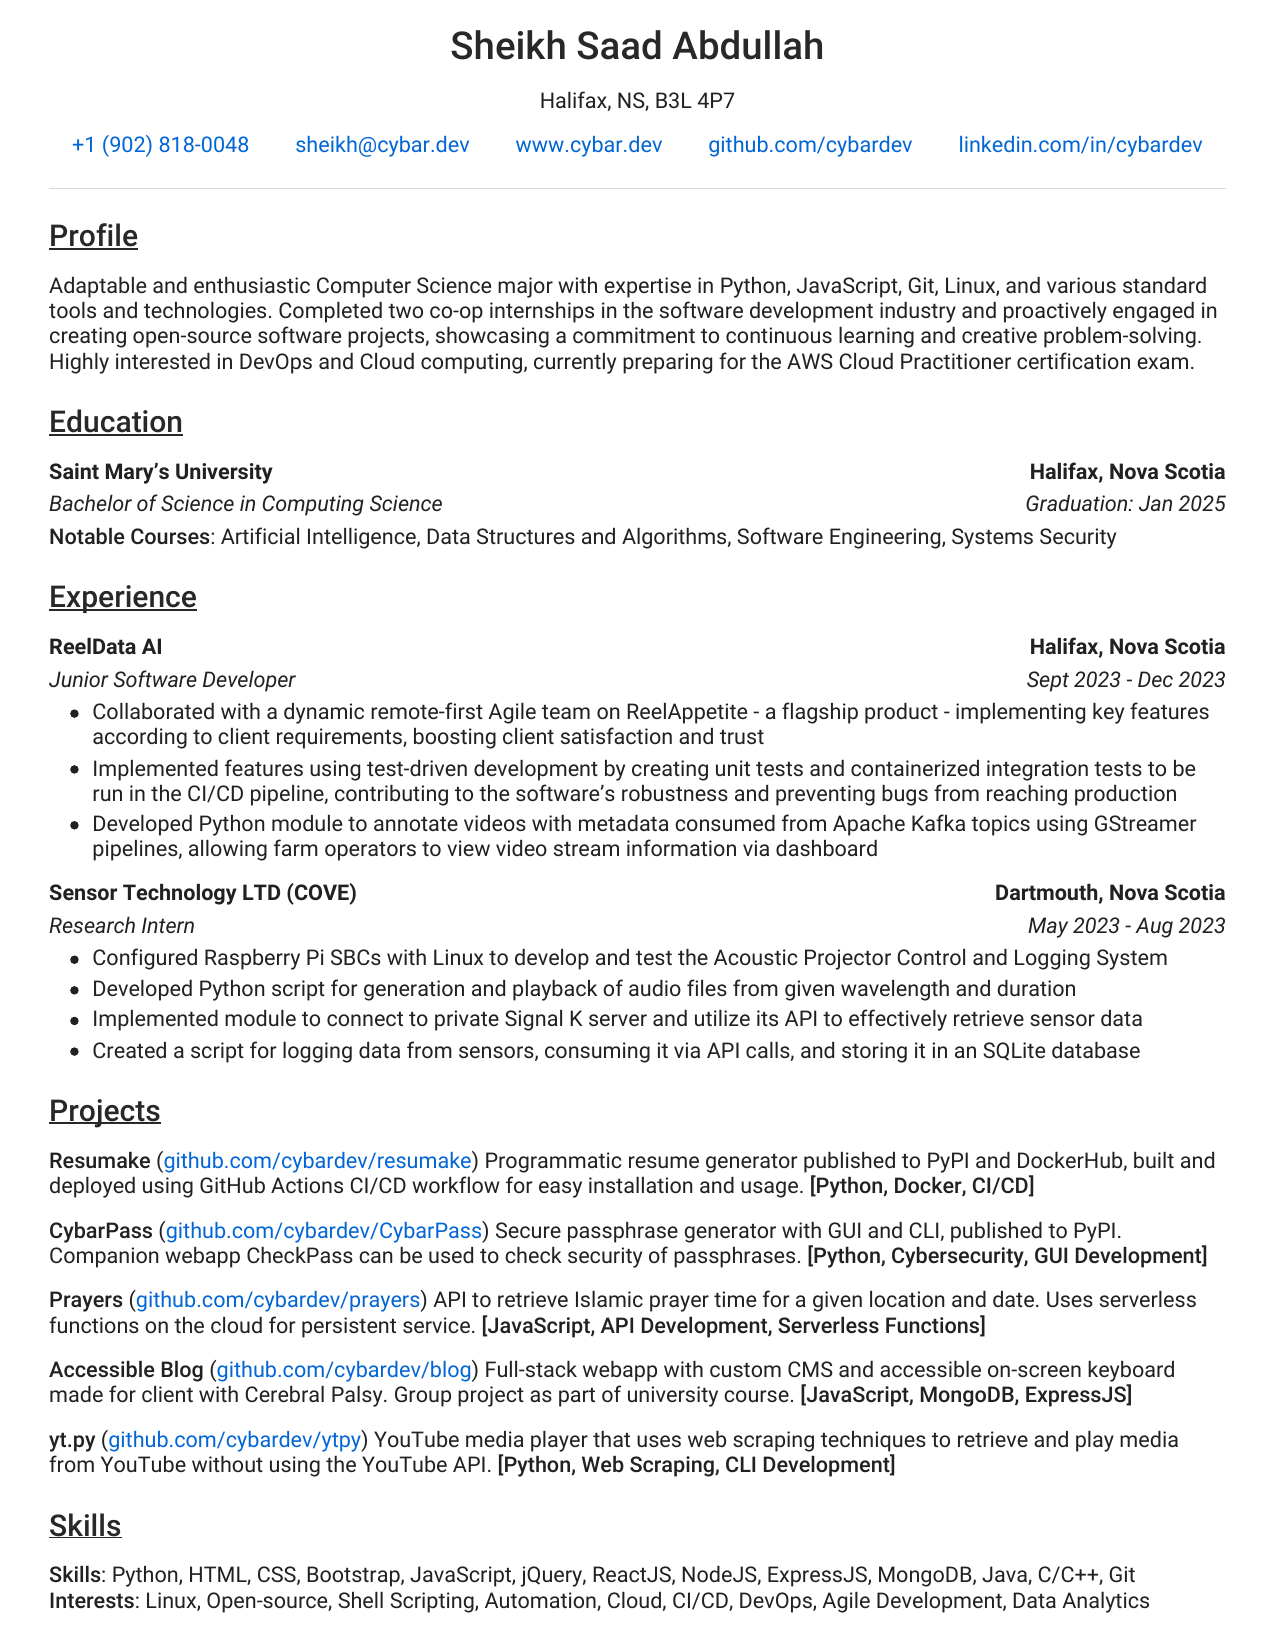 Sheikh Saad Abdullah
Halifax, NS, B3L 4P7
+1 (902) 818-0048 sheikh@cybar.dev www.cybar.dev github.com/cybardev linkedin.com/in/cybardev
Profile
Adaptable and enthusiastic Computer Science major with expertise in Python, JavaScript, Git, Linux, and various standard
tools and technologies. Completed two co-op internships in the software development industry and proactively engaged in
creating open-source software projects, showcasing a commitment to continuous learning and creative problem-solving.
Highly interested in DevOps and Cloud computing, currently preparing for the AWS Cloud Practitioner certification exam.
Education
Saint Mary’s University Halifax, Nova Scotia
Bachelor of Science in Computing Science Graduation: Jan 2025
Notable Courses: Artificial Intelligence, Data Structures and Algorithms, Software Engineering, Systems Security
Experience
ReelData AI Halifax, Nova Scotia
Junior Software Developer Sept 2023 - Dec 2023
• Collaborated with a dynamic remote-first Agile team on ReelAppetite - a flagship product - implementing key features
according to client requirements, boosting client satisfaction and trust
• Implemented features using test-driven development by creating unit tests and containerized integration tests to be
run in the CI/CD pipeline, contributing to the software’s robustness and preventing bugs from reaching production
• Developed Python module to annotate videos with metadata consumed from Apache Kafka topics using GStreamer
pipelines, allowing farm operators to view video stream information via dashboard
Sensor Technology LTD (COVE) Dartmouth, Nova Scotia
Research Intern May 2023 - Aug 2023
• Configured Raspberry Pi SBCs with Linux to develop and test the Acoustic Projector Control and Logging System
• Developed Python script for generation and playback of audio files from given wavelength and duration
• Implemented module to connect to private Signal K server and utilize its API to effectively retrieve sensor data
• Created a script for logging data from sensors, consuming it via API calls, and storing it in an SQLite database
Projects
Resumake (github.com/cybardev/resumake) Programmatic resume generator published to PyPI and DockerHub, built and
deployed using GitHub Actions CI/CD workflow for easy installation and usage. [Python, Docker, CI/CD]
CybarPass (github.com/cybardev/CybarPass) Secure passphrase generator with GUI and CLI, published to PyPI.
Companion webapp CheckPass can be used to check security of passphrases. [Python, Cybersecurity, GUI Development]
Prayers (github.com/cybardev/prayers) API to retrieve Islamic prayer time for a given location and date. Uses serverless
functions on the cloud for persistent service. [JavaScript, API Development, Serverless Functions]
Accessible Blog (github.com/cybardev/blog) Full-stack webapp with custom CMS and accessible on-screen keyboard
made for client with Cerebral Palsy. Group project as part of university course. [JavaScript, MongoDB, ExpressJS]
yt.py (github.com/cybardev/ytpy) YouTube media player that uses web scraping techniques to retrieve and play media
from YouTube without using the YouTube API. [Python, Web Scraping, CLI Development]
Skills
Skills: Python, HTML, CSS, Bootstrap, JavaScript, jQuery, ReactJS, NodeJS, ExpressJS, MongoDB, Java, C/C++, Git
Interests: Linux, Open-source, Shell Scripting, Automation, Cloud, CI/CD, DevOps, Agile Development, Data Analytics